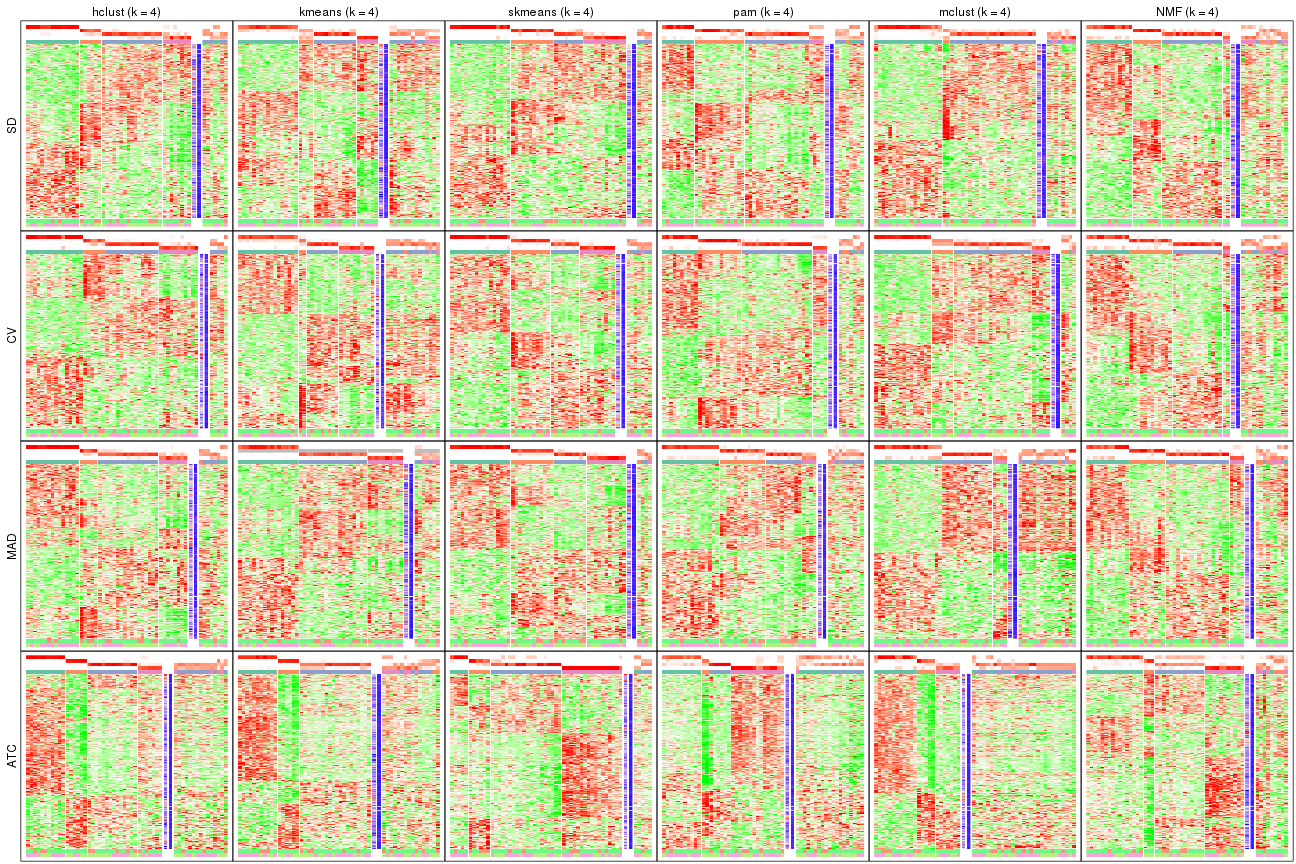 hclust (k = 4) kmeans (k = 4) skmeans (k = 4) pam (k = 4) mclust (k = 4) NMF (k = 4)
SD
CV
MAD
ATC